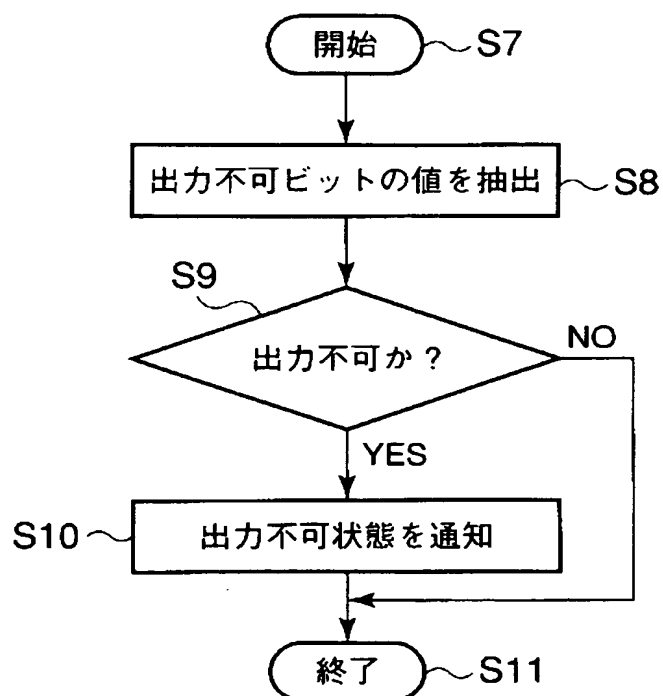 開始 S7
出力不可ビットの値を抽出 S8
S9
出力不可か？ NO
YES
S10 出力不可状態を通知
終了 S11